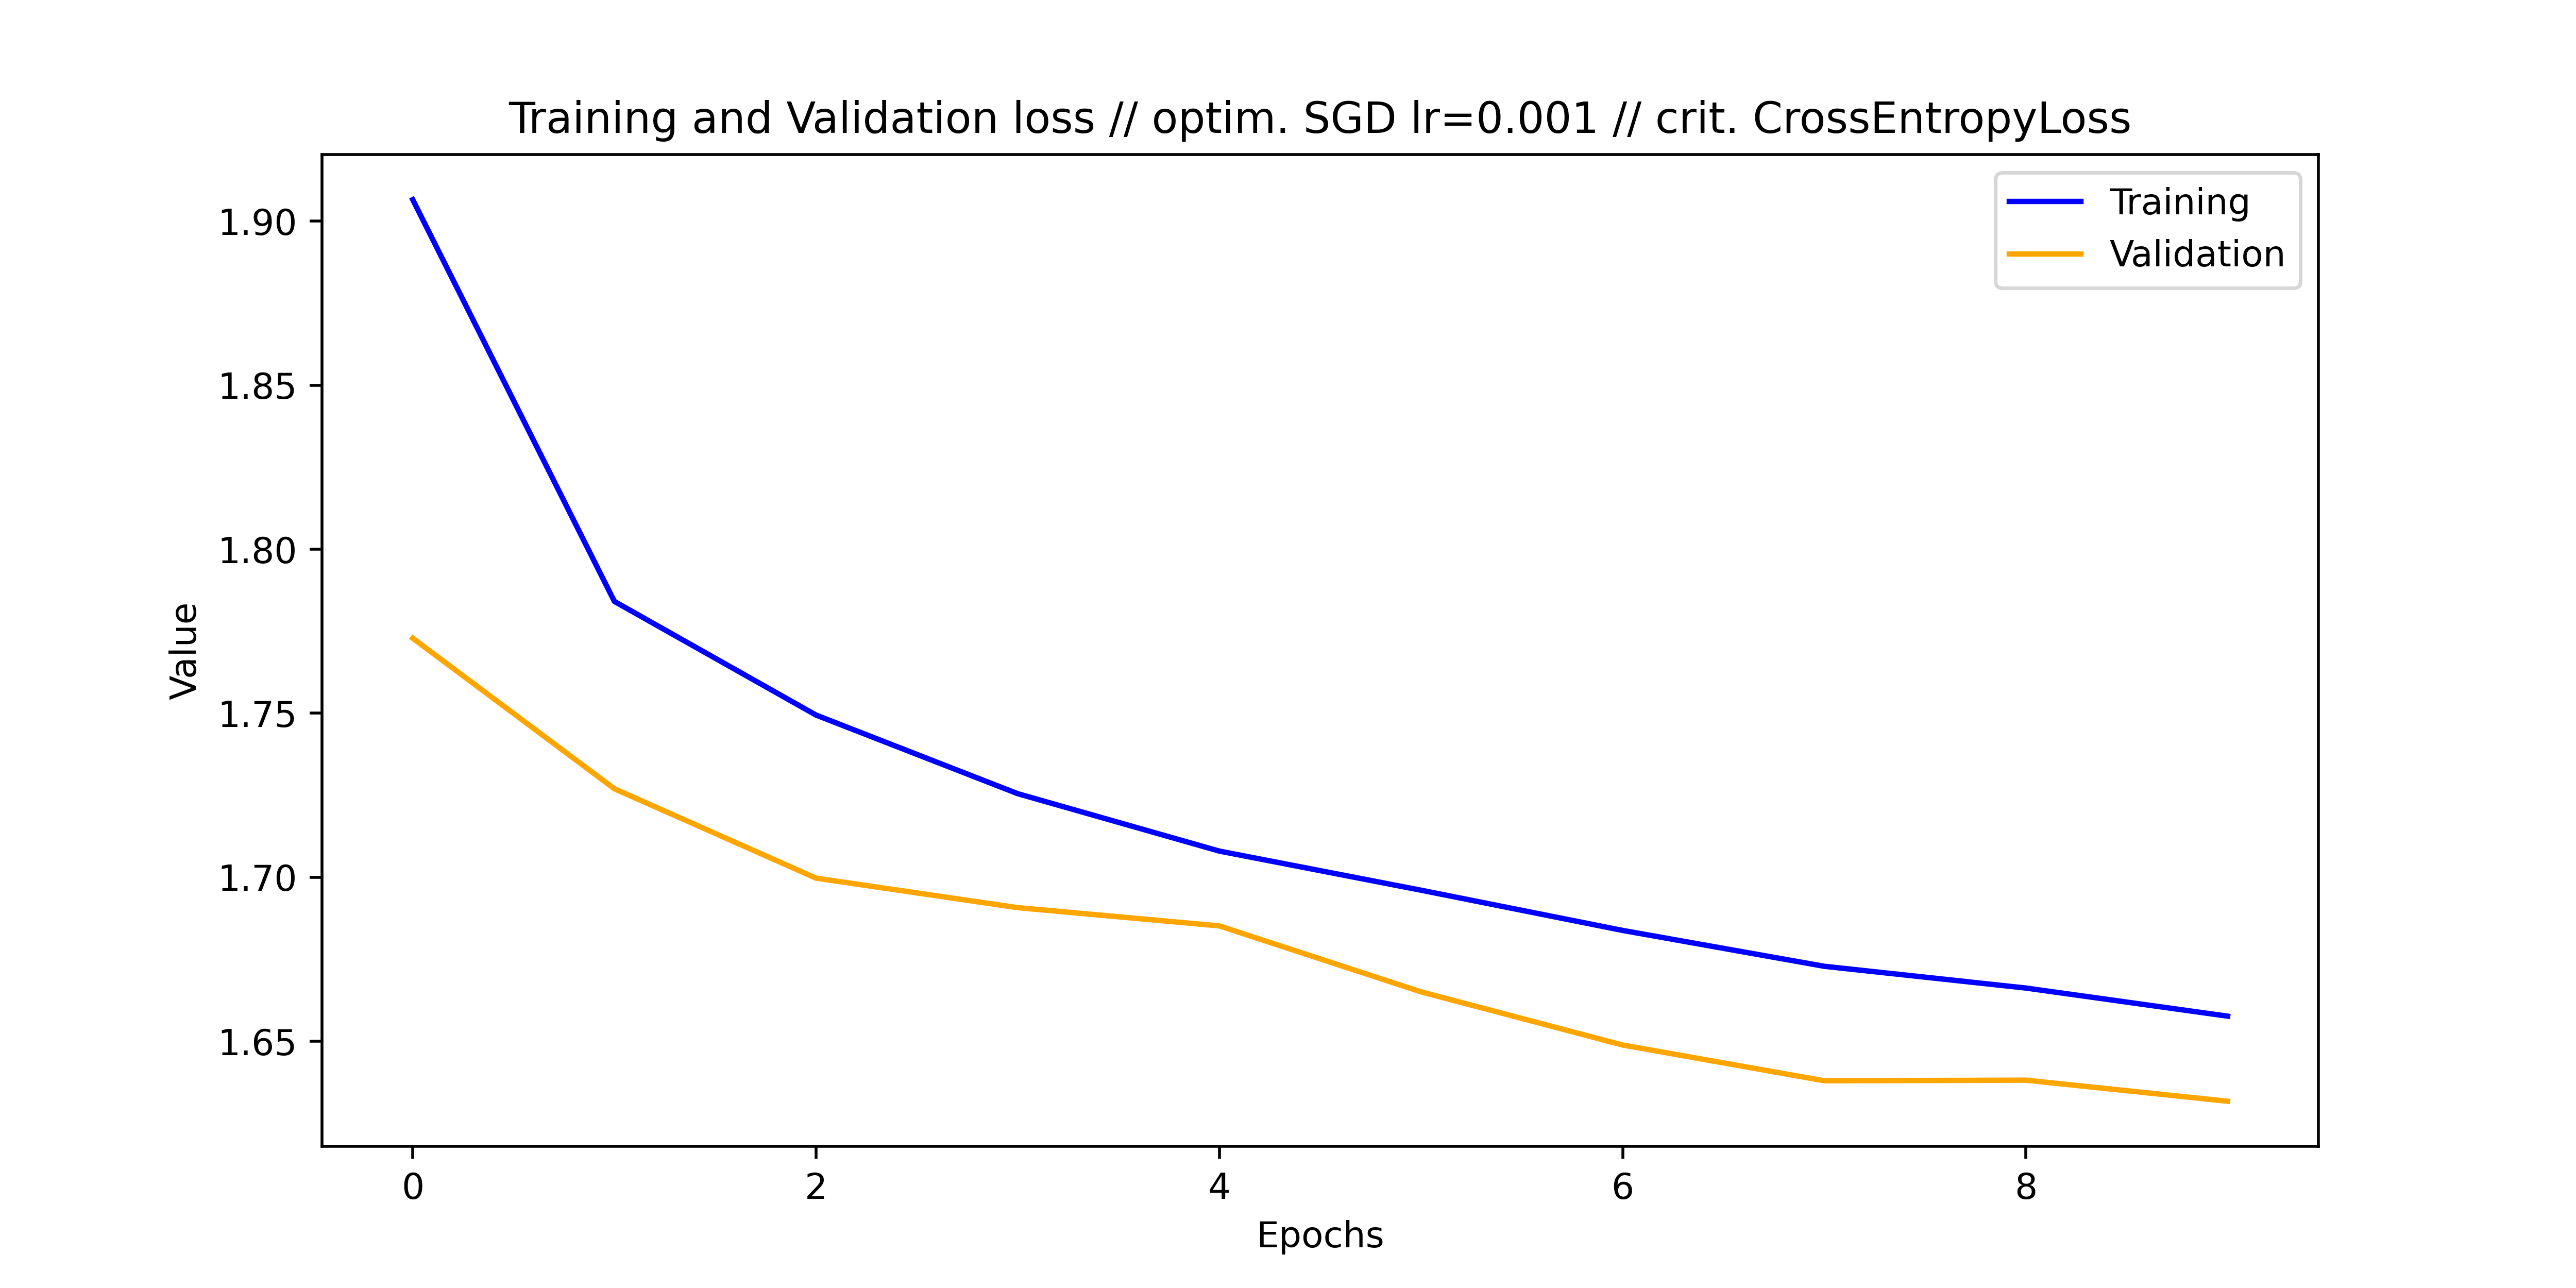 Training and Validation loss // optim. SGD lr=0.001 // crit. CrossEntropyLoss
Training
Validation
Value
1.90
1.85
1.80
1.75
1.70
1.65
0 2 4 6 8
Epochs